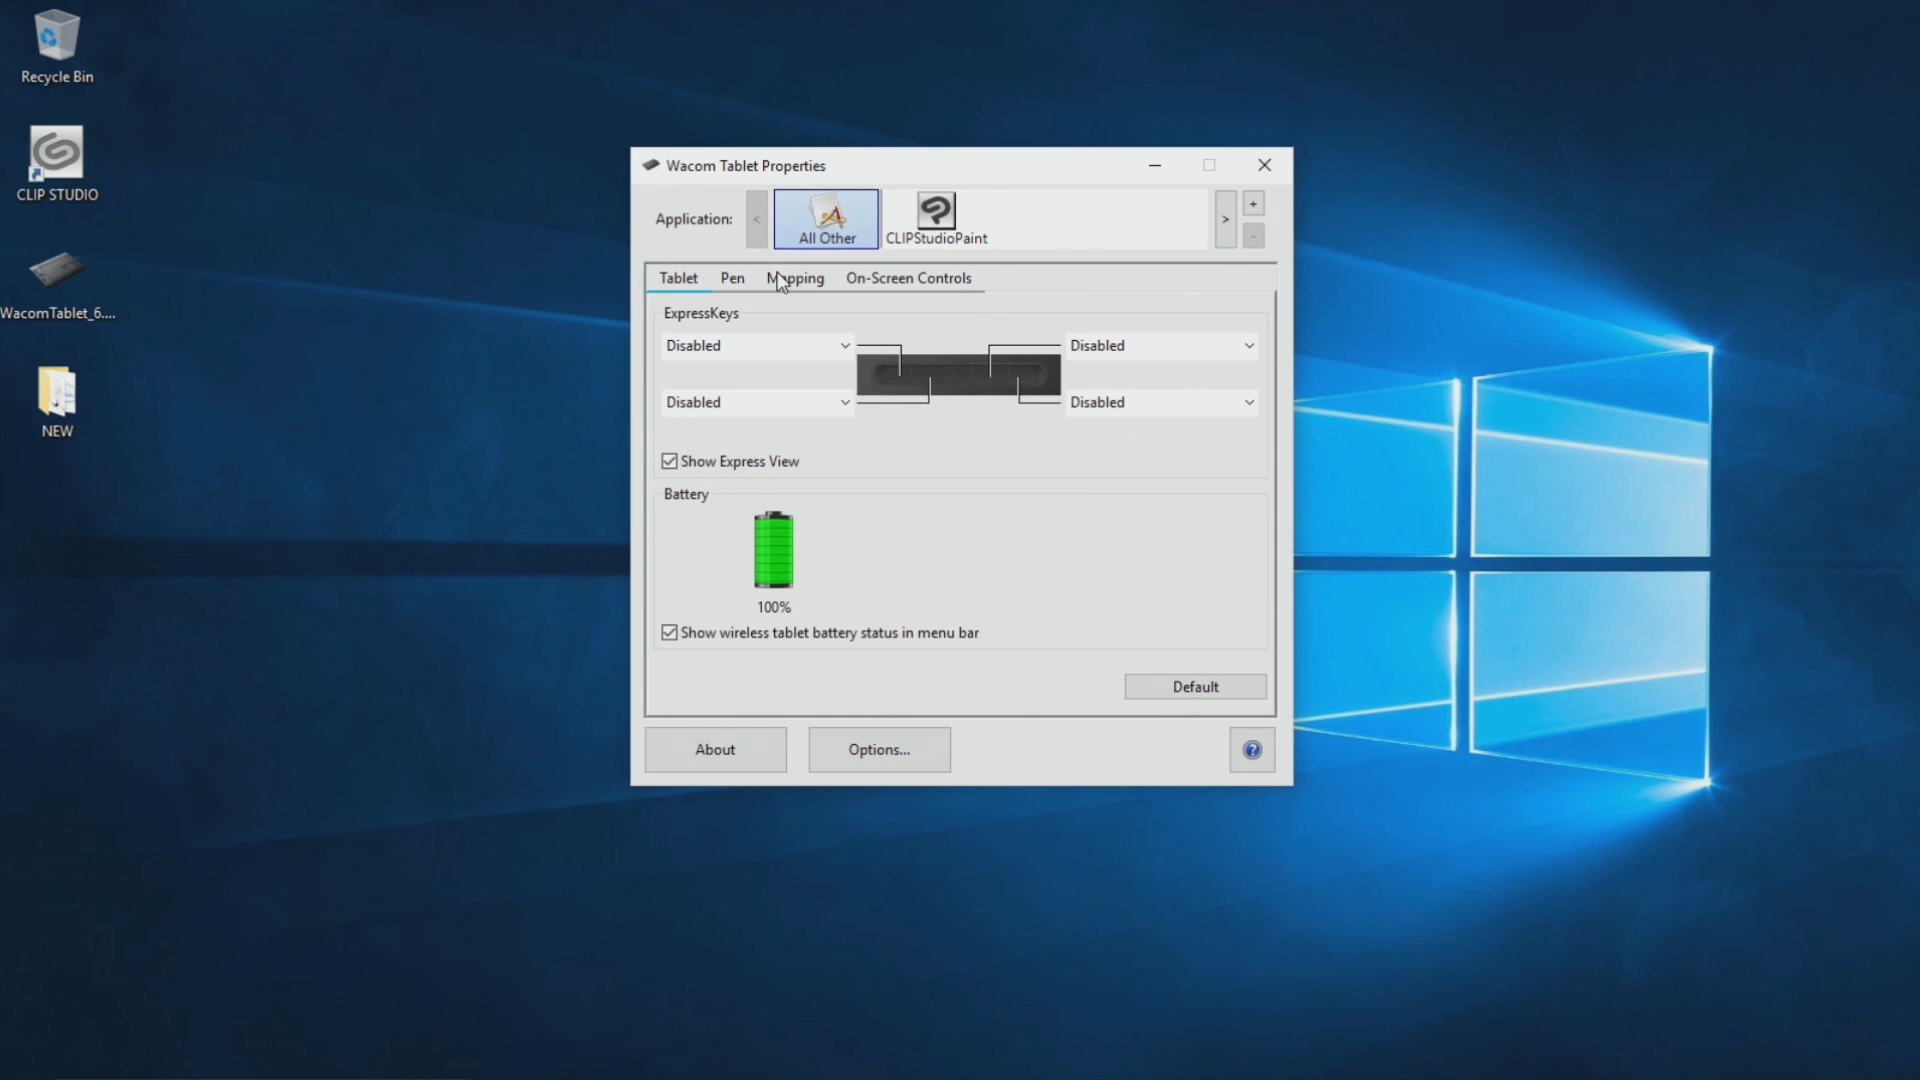 Recycle Bin
CLIP STUDIO
WacomTablet_6....
NEW
Wacom Tablet Properties
Application:
<
All Other
CLIPStudioPaint
>
+
-
Tablet
Pen
Mapping
On-Screen Controls
ExpressKeys
Disabled
Disabled
Disabled
Disabled
Show Express View
Battery
100%
Show wireless tablet battery status in menu bar
Default
About
Options...
?